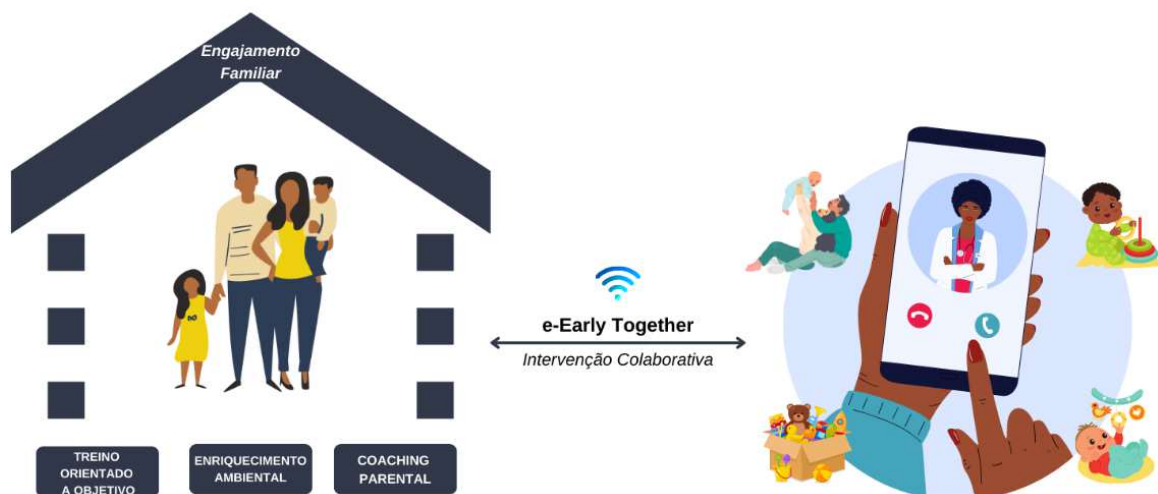 Engajamento
Familiar
e-Early Together
Intervenção Colaborativa
TREINO
ORIENTADO
A OBJETIVO
ENRIQUECIMENTO
AMBIENTAL
COACHING
PARENTAL